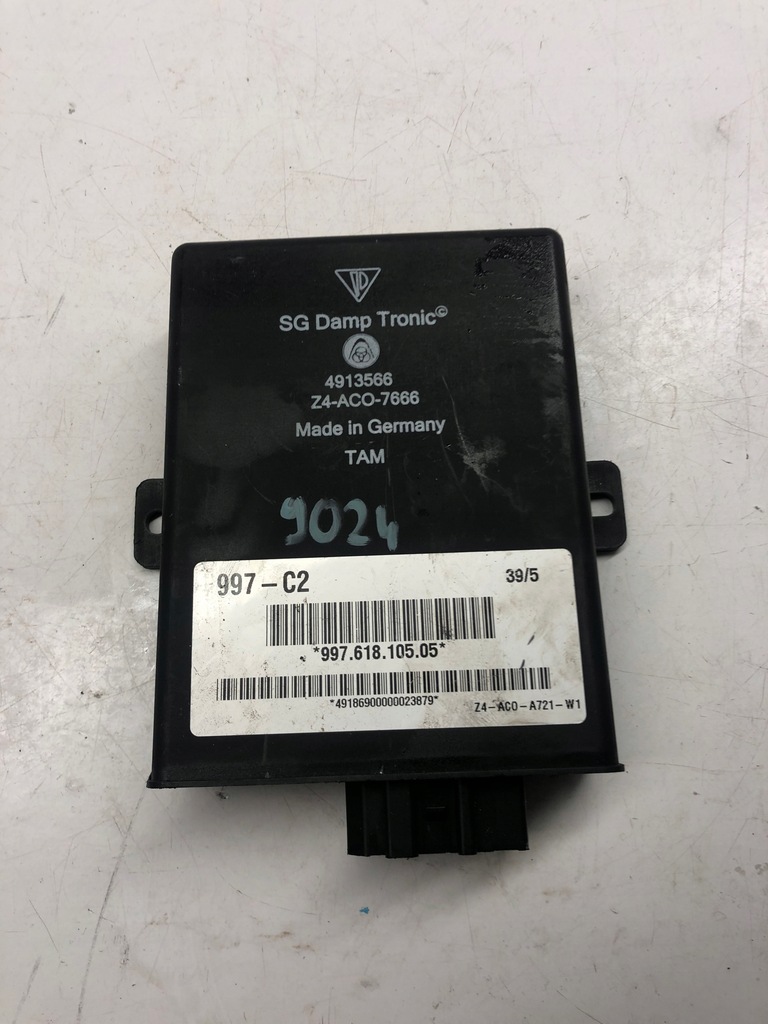 SG Damp Tronic©
4913566
Z4-ACO-7666
Made in Germany
TAM
9024
997-C2 39/5
*997.618.105.05*
*49186900000023879* Z4-ACO-A721-W1